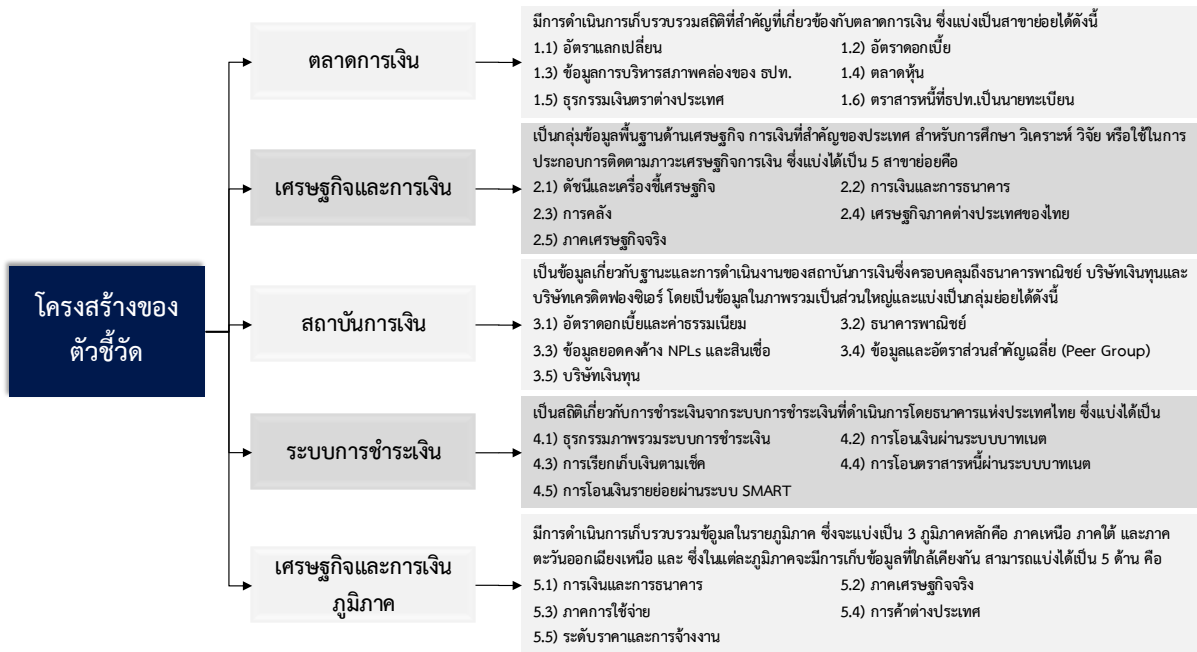 โครงสร้างของ
ตัวชี้วัด
ตลาดการเงิน
มีการดำเนินการเก็บรวบรวมสถิติที่สำคัญที่เกี่ยวข้องกับตลาดการเงิน ซึ่งแบ่งเป็นสาขาย่อยได้ดังนี้
1.1) อัตราแลกเปลี่ยน 1.2) อัตราดอกเบี้ย
1.3) ข้อมูลการบริหารสภาพคล่องของ ธปท. 1.4) ตลาดหุ้น
1.5) ธุรกรรมเงินตราต่างประเทศ 1.6) ตราสารหนี้ที่ธปท.เป็นนายทะเบียน
เศรษฐกิจและการเงิน
เป็นกลุ่มข้อมูลพื้นฐานด้านเศรษฐกิจ การเงินที่สำคัญของประเทศ สำหรับการศึกษา วิเคราะห์ วิจัย หรือใช้ในการ
ประกอบการติดตามภาวะเศรษฐกิจการเงิน ซึ่งแบ่งได้เป็น 5 สาขาย่อยคือ
2.1) ดัชนีและเครื่องชี้เศรษฐกิจ 2.2) การเงินและการธนาคาร
2.3) การคลัง 2.4) เศรษฐกิจภาคต่างประเทศของไทย
2.5) ภาคเศรษฐกิจจริง
สถาบันการเงิน
เป็นข้อมูลเกี่ยวกับฐานะและการดำเนินงานของสถาบันการเงินซึ่งครอบคลุมถึงธนาคารพาณิชย์ บริษัทเงินทุนและ
บริษัทเครดิตฟองซิเอร์ โดยเป็นข้อมูลในภาพรวมเป็นส่วนใหญ่และแบ่งเป็นกลุ่มย่อยได้ดังนี้
3.1) อัตราดอกเบี้ยและค่าธรรมเนียม 3.2) ธนาคารพาณิชย์
3.3) ข้อมูลยอดคงค้าง NPLs และสินเชื่อ 3.4) ข้อมูลและอัตราส่วนสำคัญเฉลี่ย (Peer Group)
3.5) บริษัทเงินทุน
ระบบการชำระเงิน
เป็นสถิติเกี่ยวกับการชำระเงินจากระบบการชำระเงินที่ดำเนินการโดยธนาคารแห่งประเทศไทย ซึ่งแบ่งได้เป็น
4.1) ธุรกรรมภาพรวมระบบการชำระเงิน 4.2) การโอนเงินผ่านระบบบาทเนต
4.3) การเรียกเก็บเงินตามเช็ค 4.4) การโอนตราสารหนี้ผ่านระบบบาทเนต
4.5) การโอนเงินรายย่อยผ่านระบบ SMART
เศรษฐกิจและการเงิน
ภูมิภาค
มีการดำเนินการเก็บรวบรวมข้อมูลในรายภูมิภาค ซึ่งจะแบ่งเป็น 3 ภูมิภาคหลักคือ ภาคเหนือ ภาคใต้ และภาค
ตะวันออกเฉียงเหนือ และ ซึ่งในแต่ละภูมิภาคจะมีการเก็บข้อมูลที่ใกล้เคียงกัน สามารถแบ่งได้เป็น 5 ด้าน คือ
5.1) การเงินและการธนาคาร 5.2) ภาคเศรษฐกิจจริง
5.3) ภาคการใช้จ่าย 5.4) การค้าต่างประเทศ
5.5) ระดับราคาและการจ้างงาน